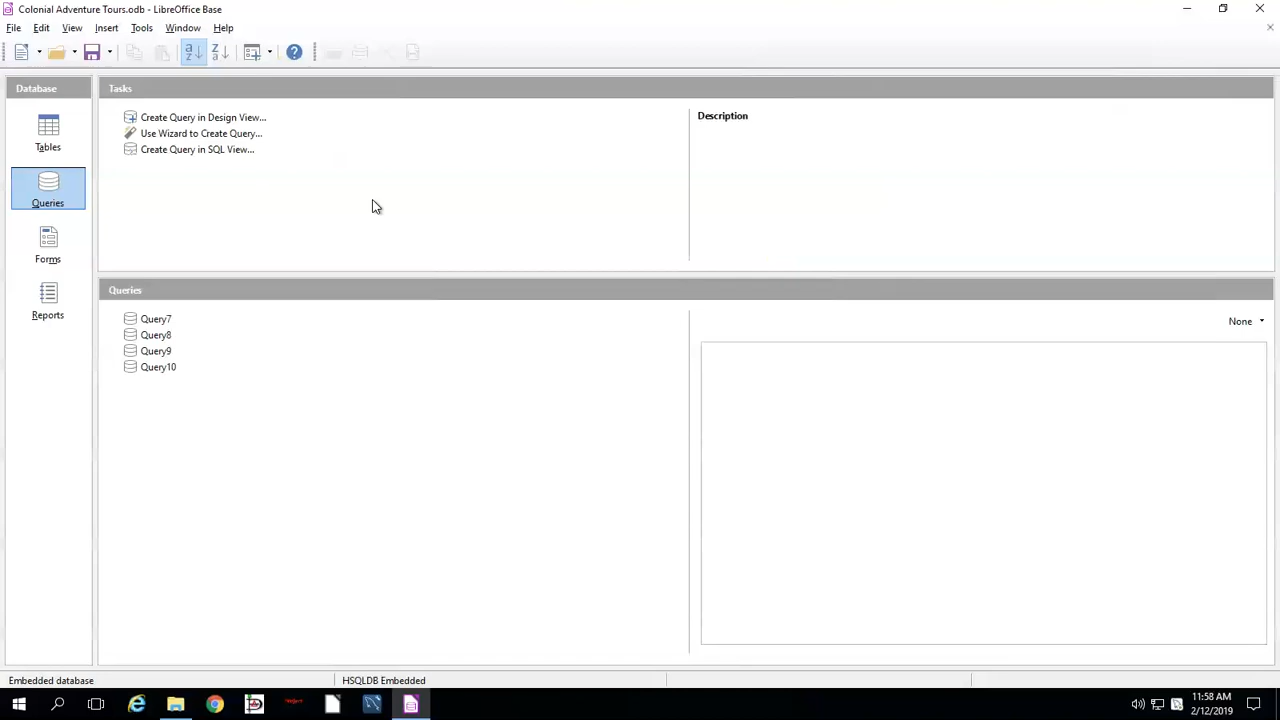 Colonial Adventure Tours.odb - LibreOffice Base
File Edit View Insert Tools Window Help
Database
Tables
Queries
Forms
Reports
Tasks
Create Query in Design View...
Use Wizard to Create Query...
Create Query in SQL View...
Description
Queries
Query7
Query8
Query9
Query10
None
Embedded database HSQLDB Embedded
11:58 AM
2/12/2019